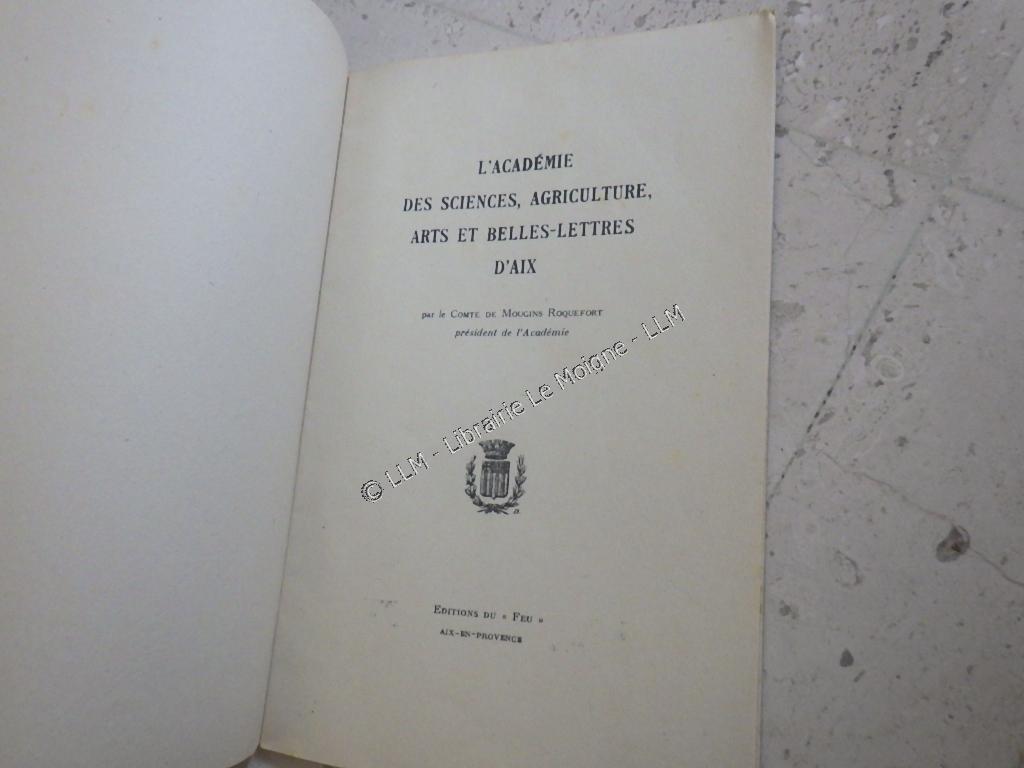 L'ACADÉMIE
DES SCIENCES, AGRICULTURE,
ARTS ET BELLES-LETTRES
D'AIX
par le COMTE DE MOUGINS ROQUEFORT
président de l'Académie
© LLM - Librairie Le Moigne - LLM
EDITIONS DU « FEU »
AIX-EN-PROVENCE